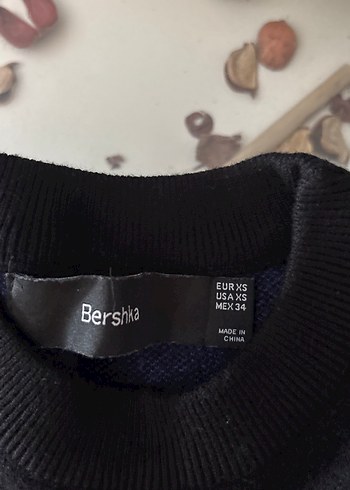 Bershka
EUR XS
USA XS
MEX 34
MADE IN
CHINA